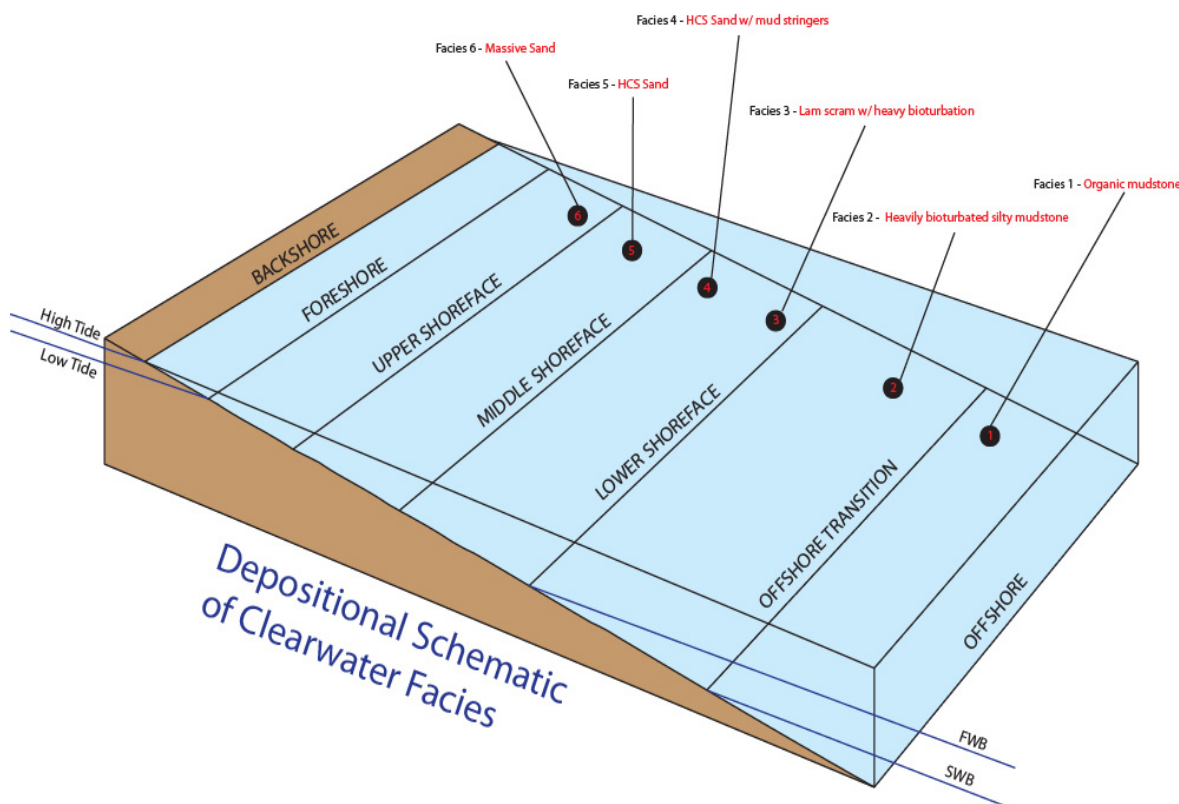 Facies 4 - HCS Sand w/ mud stringers
Facies 6 - Massive Sand
Facies 5 - HCS Sand
Facies 3 - Lam scram w/ heavy bioturbation
Facies 1 - Organic mudstone
Facies 2 - Heavily bioturbated silty mudstone
6
5
4
3
2
1
BACKSHORE
FORESHORE
UPPER SHOREFACE
MIDDLE SHOREFACE
LOWER SHOREFACE
OFFSHORE TRANSITION
OFFSHORE
High Tide
Low Tide
Depositional Schematic
of Clearwater Facies
FWB
SWB